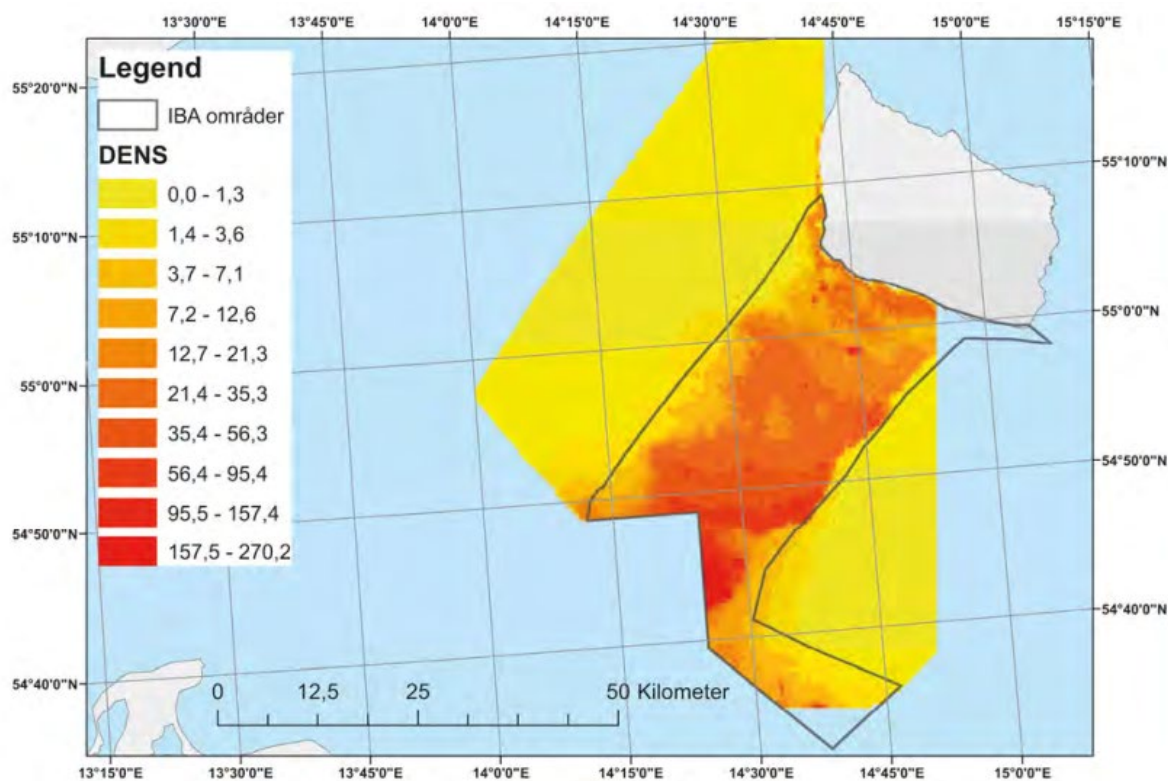 13°30'0"E 13°45'0"E 14°0'0"E 14°15'0"E 14°30'0"E 14°45'0"E 15°0'0"E 15°15'0"E
Legend
IBA områder
DENS
0,0 - 1,3
1,4 - 3,6
3,7 - 7,1
7,2 - 12,6
12,7 - 21,3
21,4 - 35,3
35,4 - 56,3
56,4 - 95,4
95,5 - 157,4
157,5 - 270,2
55°20'0"N
55°10'0"N
55°0'0"N
54°50'0"N
54°40'0"N
55°10'0"N
55°0'0"N
54°50'0"N
54°40'0"N
0 12,5 25 50 Kilometer
13°15'0"E 13°30'0"E 13°45'0"E 14°0'0"E 14°15'0"E 14°30'0"E 14°45'0"E 15°0'0"E